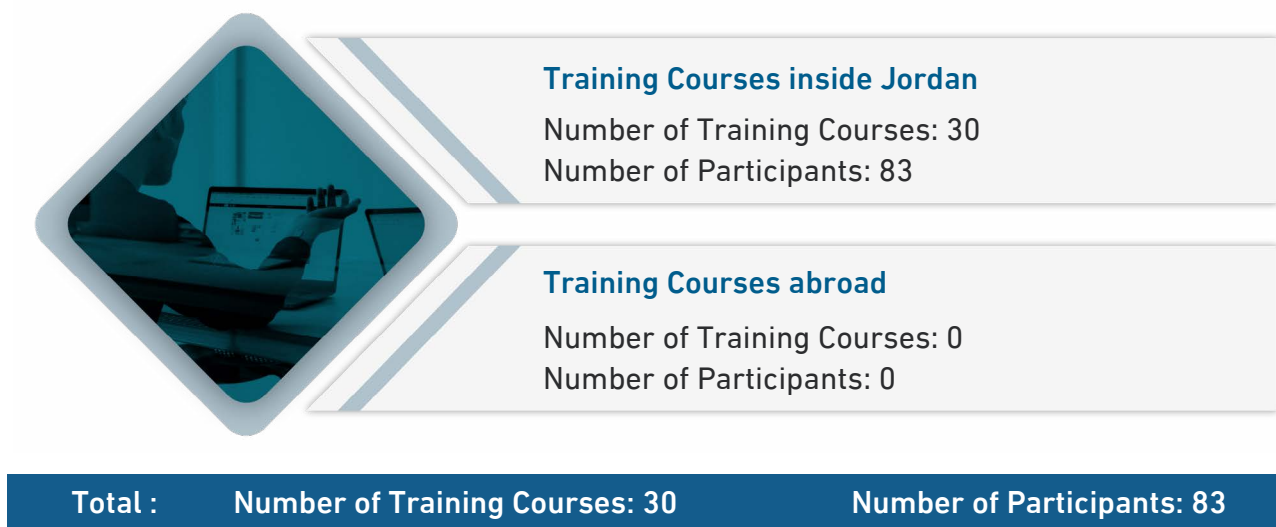 Training Courses inside Jordan
Number of Training Courses: 30
Number of Participants: 83
Training Courses abroad
Number of Training Courses: 0
Number of Participants: 0
Total : Number of Training Courses: 30 Number of Participants: 83